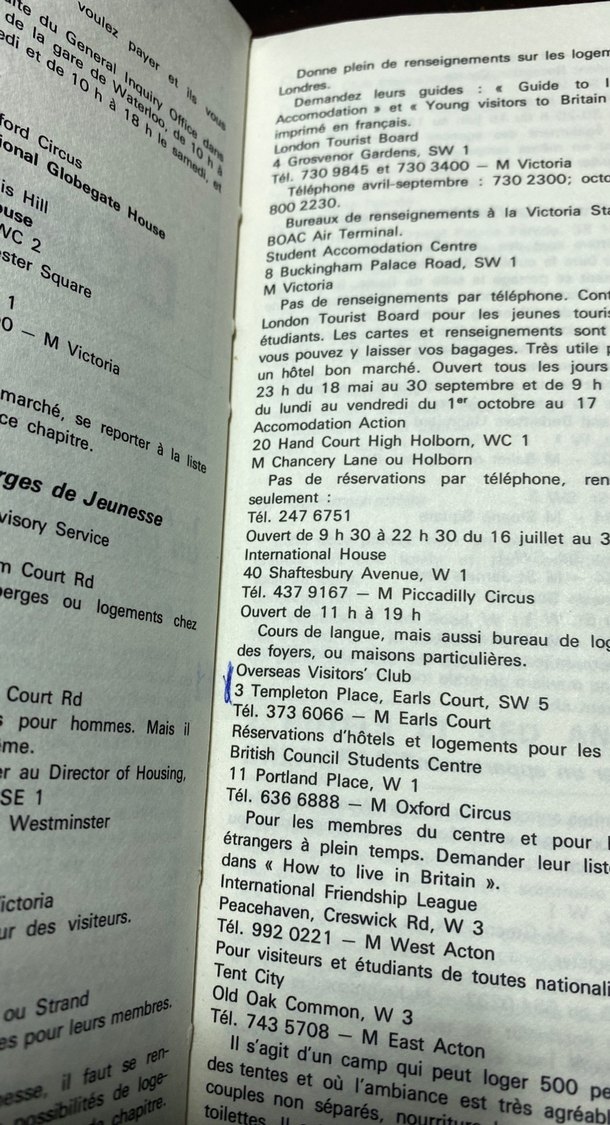 voulez payer et ils vous
du General Inquiry Office dans
de la gare de Waterloo, de 10 h à
et de 10 h à 18 h le samedi, et
ford Circus
ional Globegate House
is Hill
ouse
WC 2
ester Square
1
0 — M Victoria
marché, se reporter à la liste
ce chapitre.
rges de Jeunesse
visory Service
m Court Rd
berges ou logements chez
Court Rd
s pour hommes. Mais il
ême.
er au Director of Housing,
SE 1
Westminster
ictoria
ur des visiteurs.
ou Strand
es pour leurs membres.
nesse, il faut se ren-
possibilités de loge-
chapitre.
Donne plein de renseignements sur les logem
Londres.
Demandez leurs guides : « Guide to
Accomodation » et « Young visitors to Britain
imprimé en français.
London Tourist Board
4 Grosvenor Gardens, SW 1
Tél. 730 9845 et 730 3400 — M Victoria
Téléphone avril-septembre : 730 2300; octo
800 2230.
Bureaux de renseignements à la Victoria Sta
BOAC Air Terminal.
Student Accomodation Centre
8 Buckingham Palace Road, SW 1
M Victoria
Pas de renseignements par téléphone. Cont
London Tourist Board pour les jeunes touris
étudiants. Les cartes et renseignements sont
vous pouvez y laisser vos bagages. Très utile p
un hôtel bon marché. Ouvert tous les jours
23 h du 18 mai au 30 septembre et de 9 h
du lundi au vendredi du 1er octobre au 17
Accomodation Action
20 Hand Court High Holborn, WC 1
M Chancery Lane ou Holborn
Pas de réservations par téléphone, ren
seulement :
Tél. 247 6751
Ouvert de 9 h 30 à 22 h 30 du 16 juillet au 3
International House
40 Shaftesbury Avenue, W 1
Tél. 437 9167 — M Piccadilly Circus
Ouvert de 11 h à 19 h
Cours de langue, mais aussi bureau de log
des foyers, ou maisons particulières.
Overseas Visitors' Club
3 Templeton Place, Earls Court, SW 5
Tél. 373 6066 — M Earls Court
Réservations d'hôtels et logements pour les
British Council Students Centre
11 Portland Place, W 1
Tél. 636 6888 — M Oxford Circus
Pour les membres du centre et pour l
étrangers à plein temps. Demander leur liste
dans « How to live in Britain ».
International Friendship League
Peacehaven, Creswick Rd, W 3
Tél. 992 0221 — M West Acton
Pour visiteurs et étudiants de toutes nationali
Tent City
Old Oak Common, W 3
Tél. 743 5708 — M East Acton
Il s'agit d'un camp qui peut loger 500 pe
des tentes et où l'ambiance est très agréab
couples non séparés, nourriture
toilettes. Il